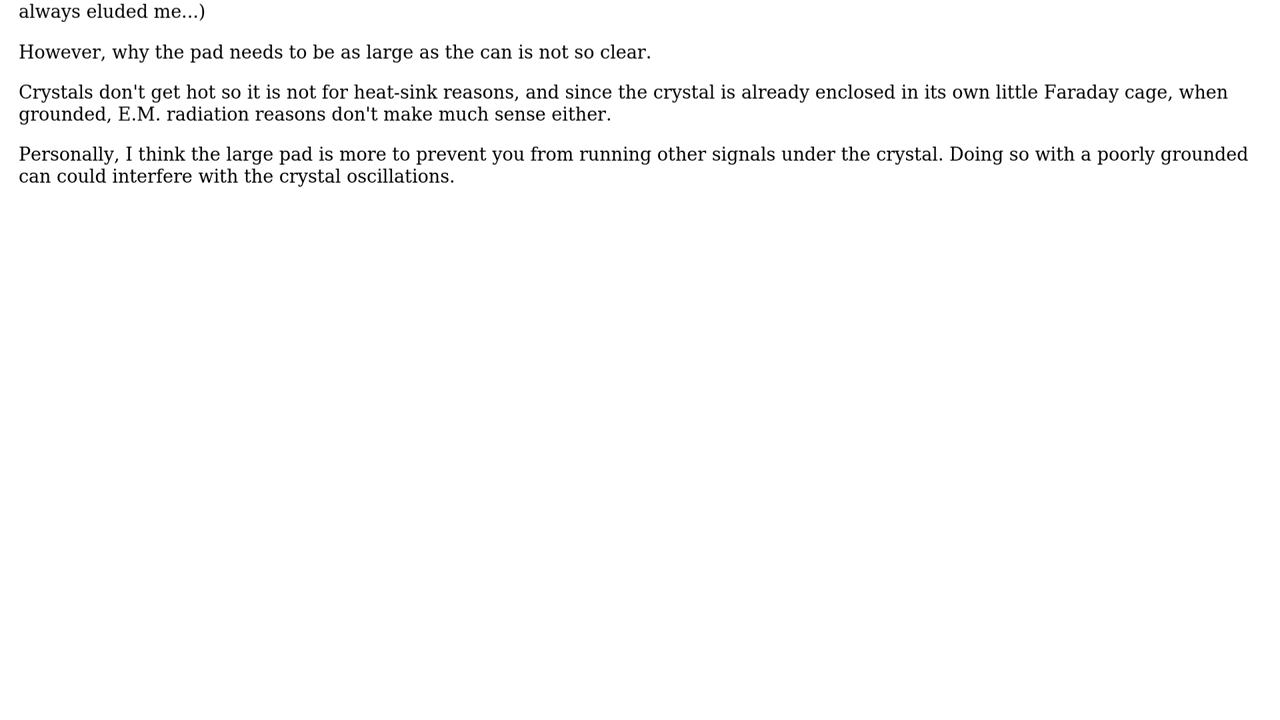 always eluded me...)
However, why the pad needs to be as large as the can is not so clear.
Crystals don't get hot so it is not for heat-sink reasons, and since the crystal is already enclosed in its own little Faraday cage, when
grounded, E.M. radiation reasons don't make much sense either.
Personally, I think the large pad is more to prevent you from running other signals under the crystal. Doing so with a poorly grounded
can could interfere with the crystal oscillations.